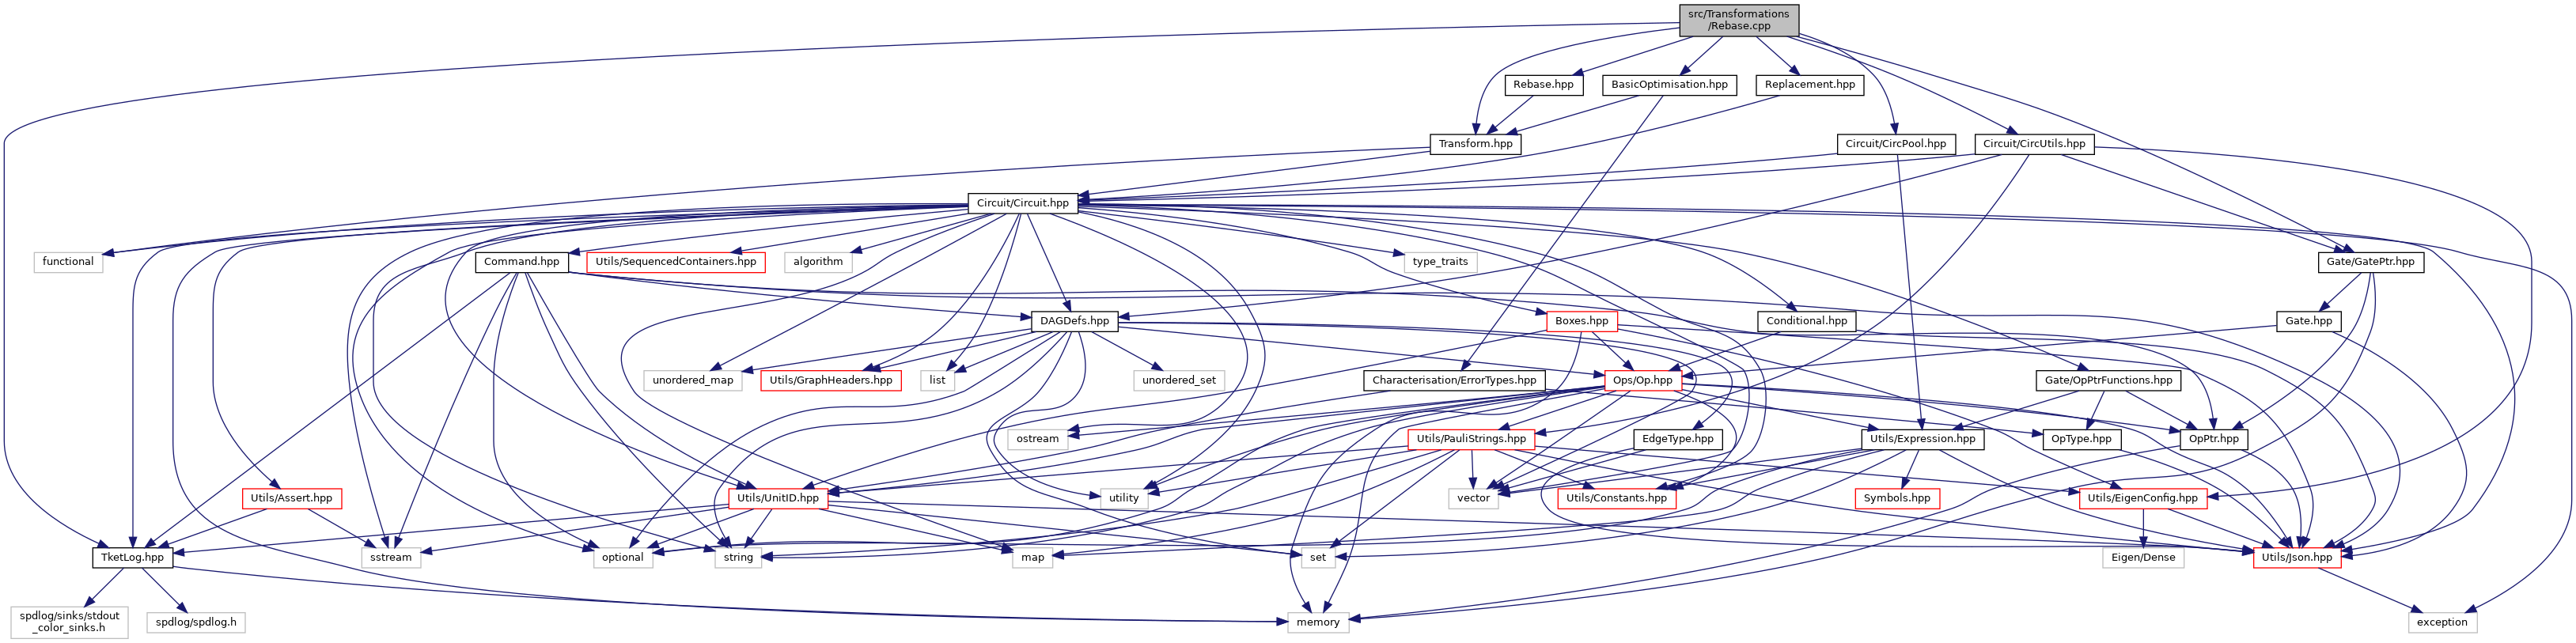 src/Transformations
/Rebase.cpp
Rebase.hpp
BasicOptimisation.hpp
Replacement.hpp
Transform.hpp
Circuit/CircPool.hpp
Circuit/CircUtils.hpp
Circuit/Circuit.hpp
functional
Command.hpp
Utils/SequencedContainers.hpp
algorithm
type_traits
Gate/GatePtr.hpp
DAGDefs.hpp
Boxes.hpp
Conditional.hpp
Gate.hpp
unordered_map
Utils/GraphHeaders.hpp
list
unordered_set
Characterisation/ErrorTypes.hpp
Ops/Op.hpp
Gate/OpPtrFunctions.hpp
ostream
Utils/PauliStrings.hpp
EdgeType.hpp
Utils/Expression.hpp
OpType.hpp
OpPtr.hpp
Utils/Assert.hpp
Utils/UnitID.hpp
utility
vector
Utils/Constants.hpp
Symbols.hpp
Utils/EigenConfig.hpp
TketLog.hpp
sstream
optional
string
map
set
Eigen/Dense
Utils/Json.hpp
spdlog/sinks/stdout
_color_sinks.h
spdlog/spdlog.h
memory
exception